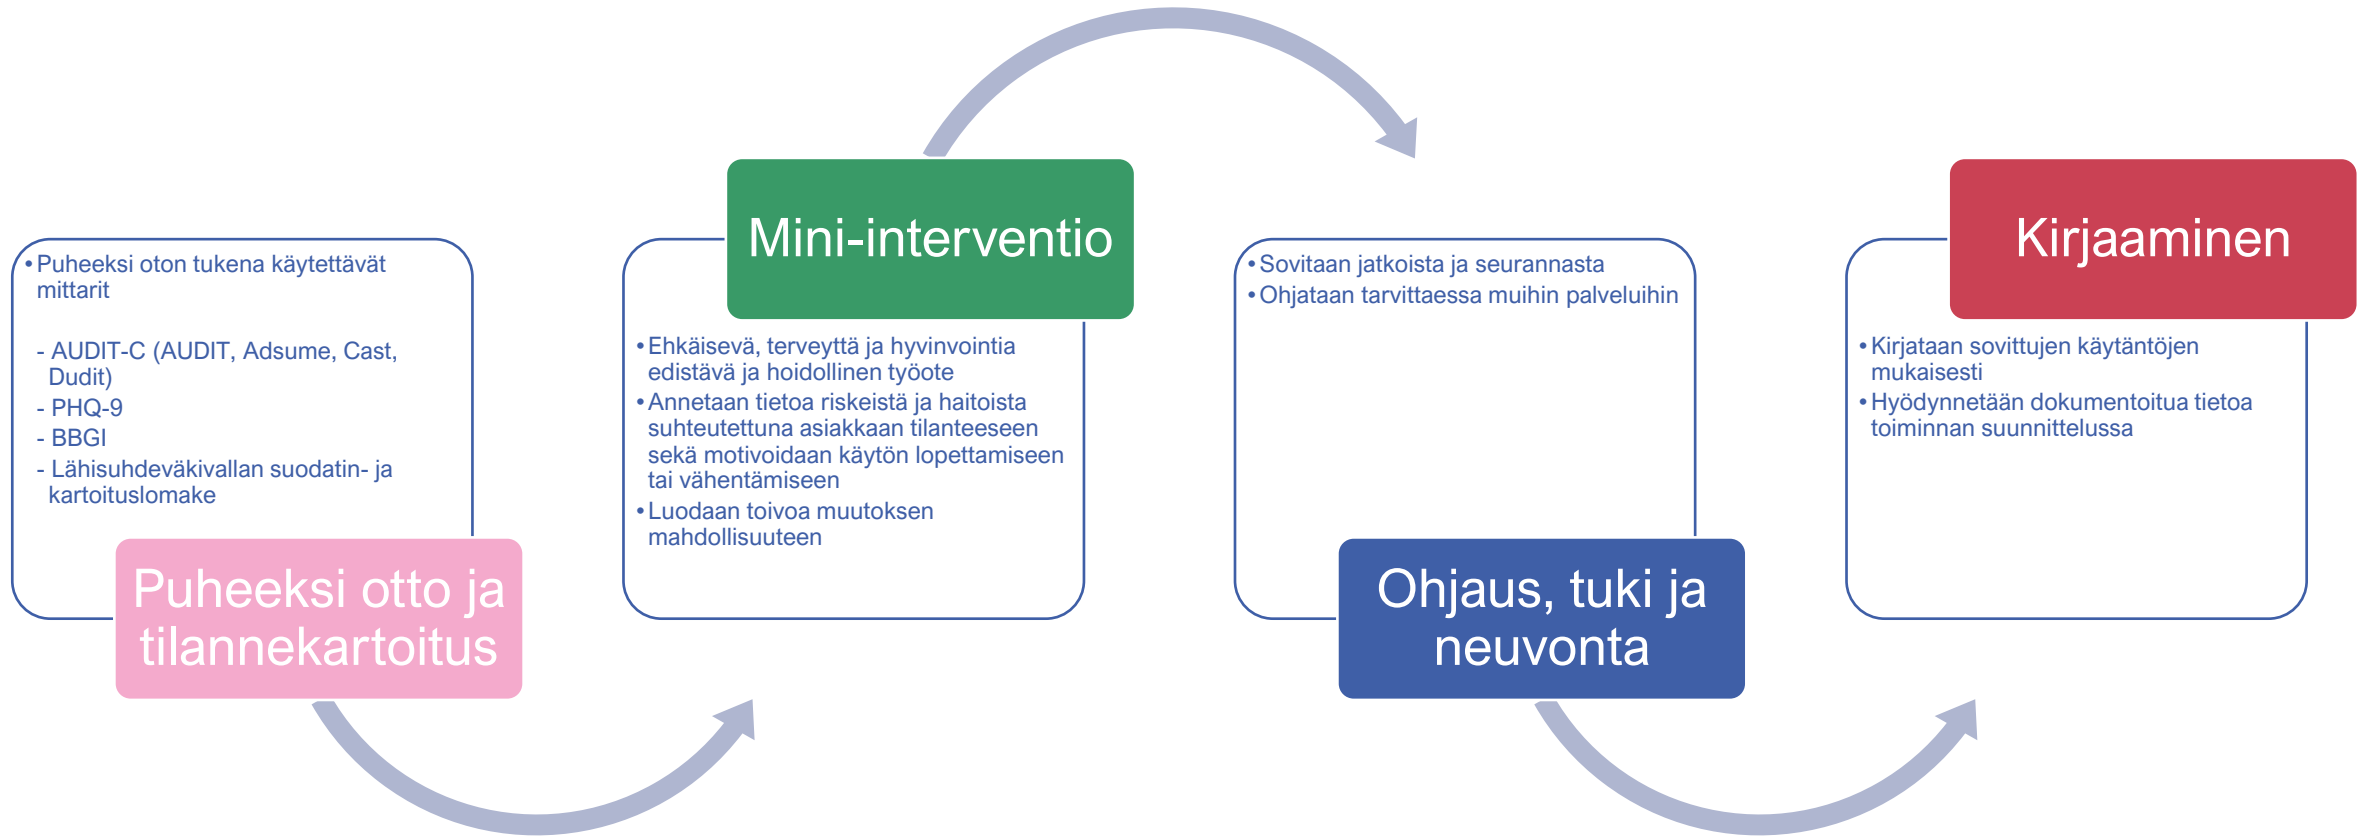 •Puheeksi oton tukena käytettävät
mittarit
- AUDIT-C (AUDIT, Adsume, Cast,
Dudit)
- PHQ-9
- BBGI
- Lähisuhdeväkivallan suodatin- ja
kartoituslomake
Puheeksi otto ja
tilannekartoitus
Mini-interventio
•Ehkäisevä, terveyttä ja hyvinvointia
edistävä ja hoidollinen työote
•Annetaan tietoa riskeistä ja haitoista
suhteutettuna asiakkaan tilanteeseen
sekä motivoidaan käytön lopettamiseen
tai vähentämiseen
•Luodaan toivoa muutoksen
mahdollisuuteen
•Sovitaan jatkoista ja seurannasta
•Ohjataan tarvittaessa muihin palveluihin
Ohjaus, tuki ja
neuvonta
Kirjaaminen
•Kirjataan sovittujen käytäntöjen
mukaisesti
•Hyödynnetään dokumentoitua tietoa
toiminnan suunnittelussa